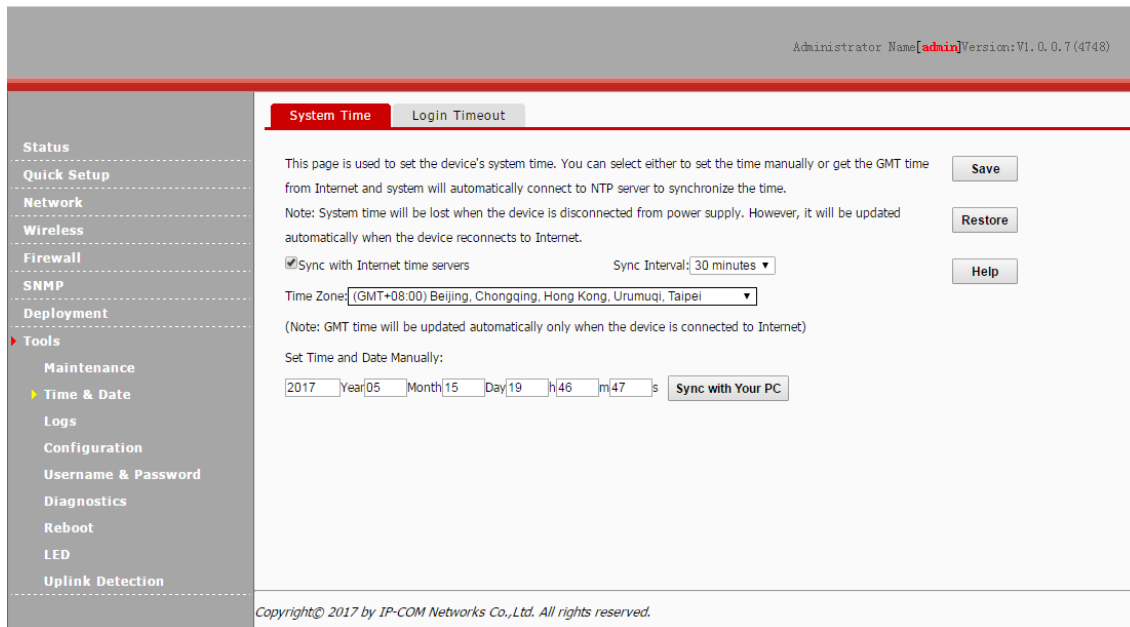 Administrator Name[admin]Version:V1.0.0.7(4748)
System Time Login Timeout
Status
Quick Setup
Network
Wireless
Firewall
SNMP
Deployment
Tools
Maintenance
Time & Date
Logs
Configuration
Username & Password
Diagnostics
Reboot
LED
Uplink Detection
This page is used to set the device's system time. You can select either to set the time manually or get the GMT time
from Internet and system will automatically connect to NTP server to synchronize the time.
Note: System time will be lost when the device is disconnected from power supply. However, it will be updated
automatically when the device reconnects to Internet.
Sync with Internet time servers Sync Interval: 30 minutes
Time Zone: (GMT+08:00) Beijing, Chongqing, Hong Kong, Urumuqi, Taipei
(Note: GMT time will be updated automatically only when the device is connected to Internet)
Set Time and Date Manually:
2017 Year 05 Month 15 Day 19 h 46 m 47 s Sync with Your PC
Save
Restore
Help
Copyright© 2017 by IP-COM Networks Co.,Ltd. All rights reserved.